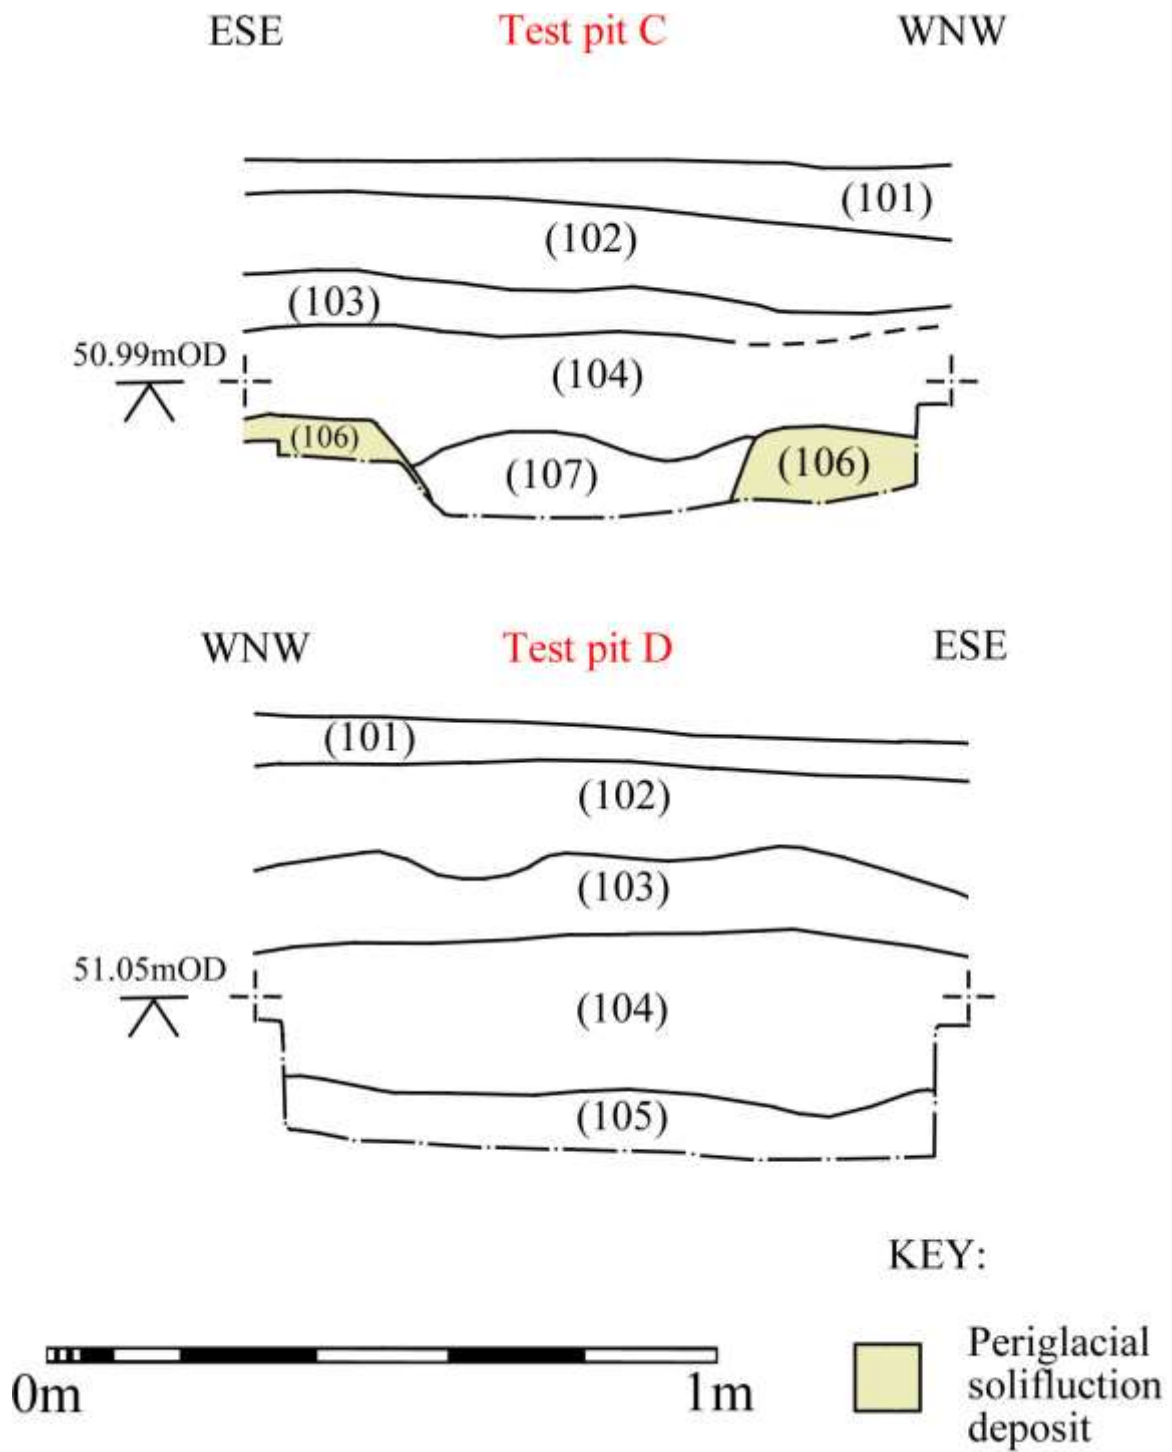 ESE Test pit C WNW
(101)
(102)
(103)
50.99mOD
(104)
(106)
(107)
(106)
WNW Test pit D ESE
(101)
(102)
(103)
51.05mOD
(104)
(105)
KEY:
0m 1m
Periglacial
solifluction
deposit